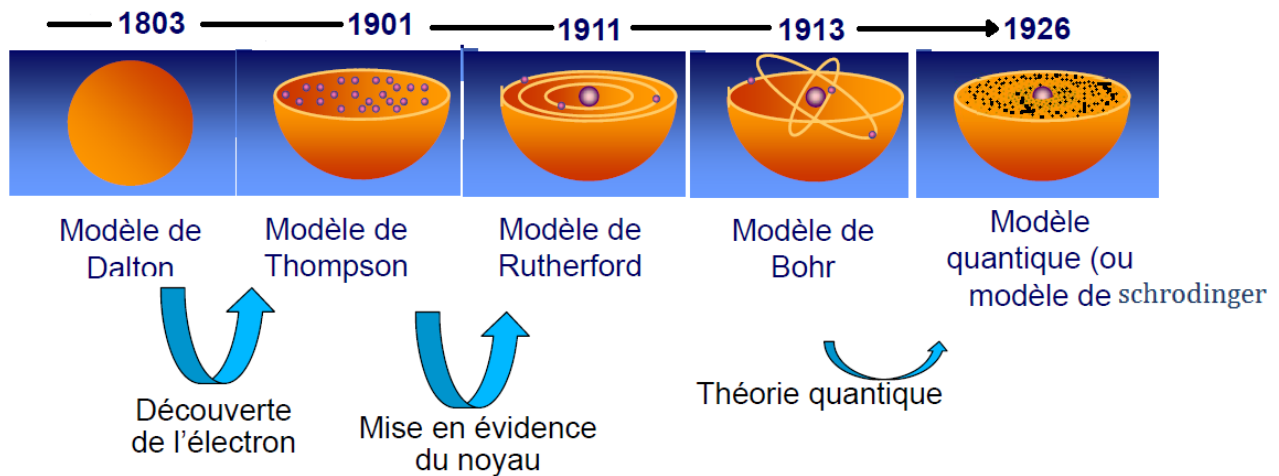 1803 1901 1911 1913 1926
Modèle de
Dalton
Modèle de
Thompson
Modèle de
Rutherford
Modèle de
Bohr
Modèle
quantique (ou
modèle de schrodinger
Découverte
de l'électron
Mise en évidence
du noyau
Théorie quantique